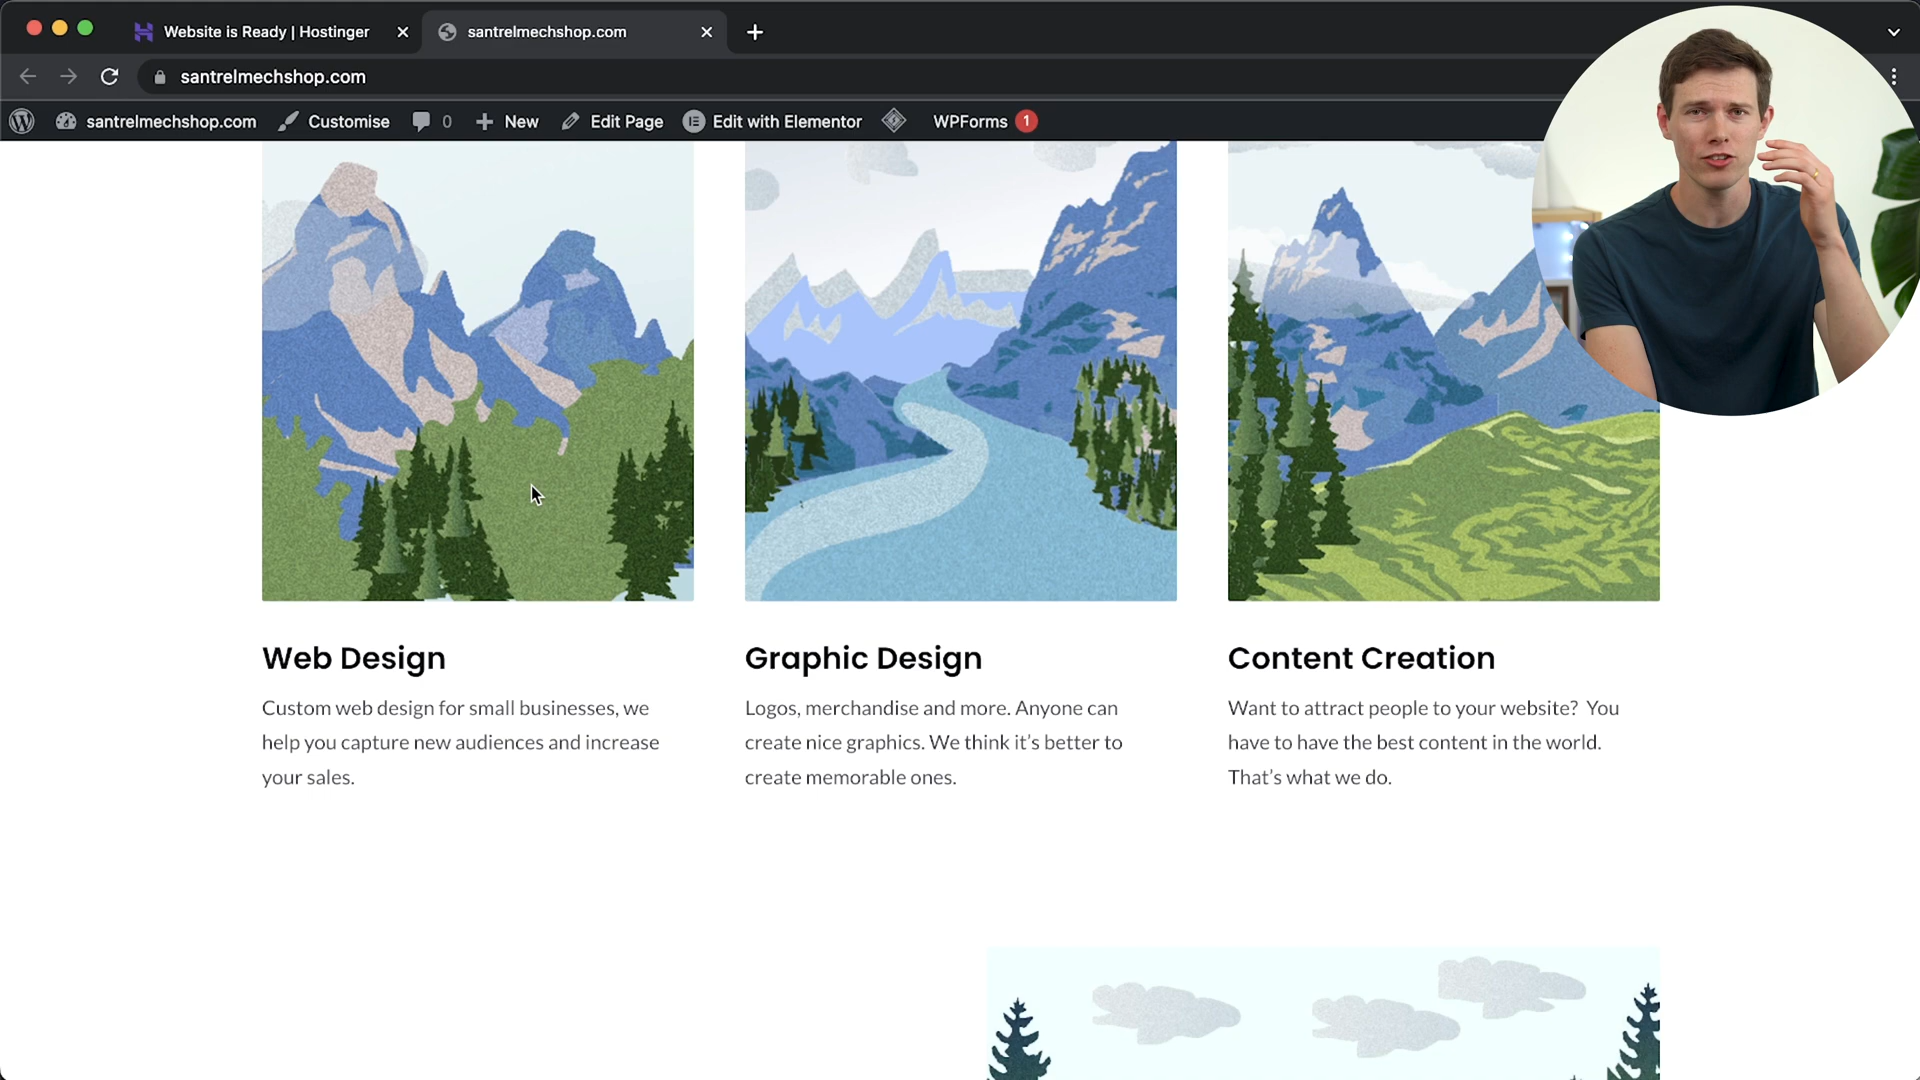 Website is Ready | Hostinger
santrelmechshop.com
santrelmechshop.com
santrelmechshop.com
Customise
0
New
Edit Page
Edit with Elementor
WPForms
1
Web Design
Custom web design for small businesses, we
help you capture new audiences and increase
your sales.
Graphic Design
Logos, merchandise and more. Anyone can
create nice graphics. We think it’s better to
create memorable ones.
Content Creation
Want to attract people to your website?  You
have to have the best content in the world.
That’s what we do.